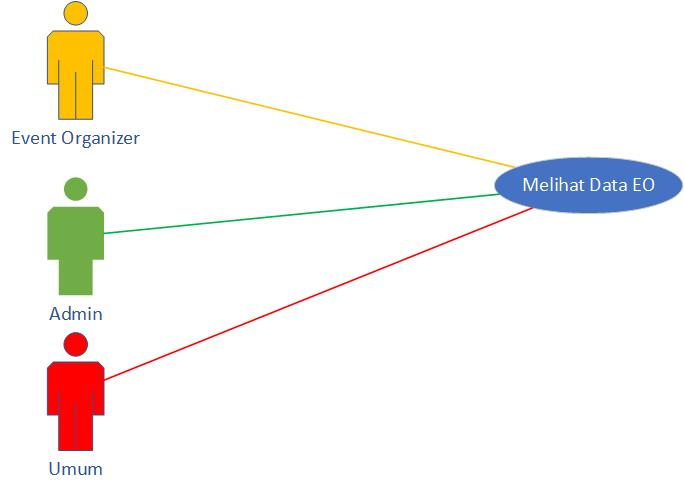 Event Organizer
Melihat Data EO
Admin
Umum